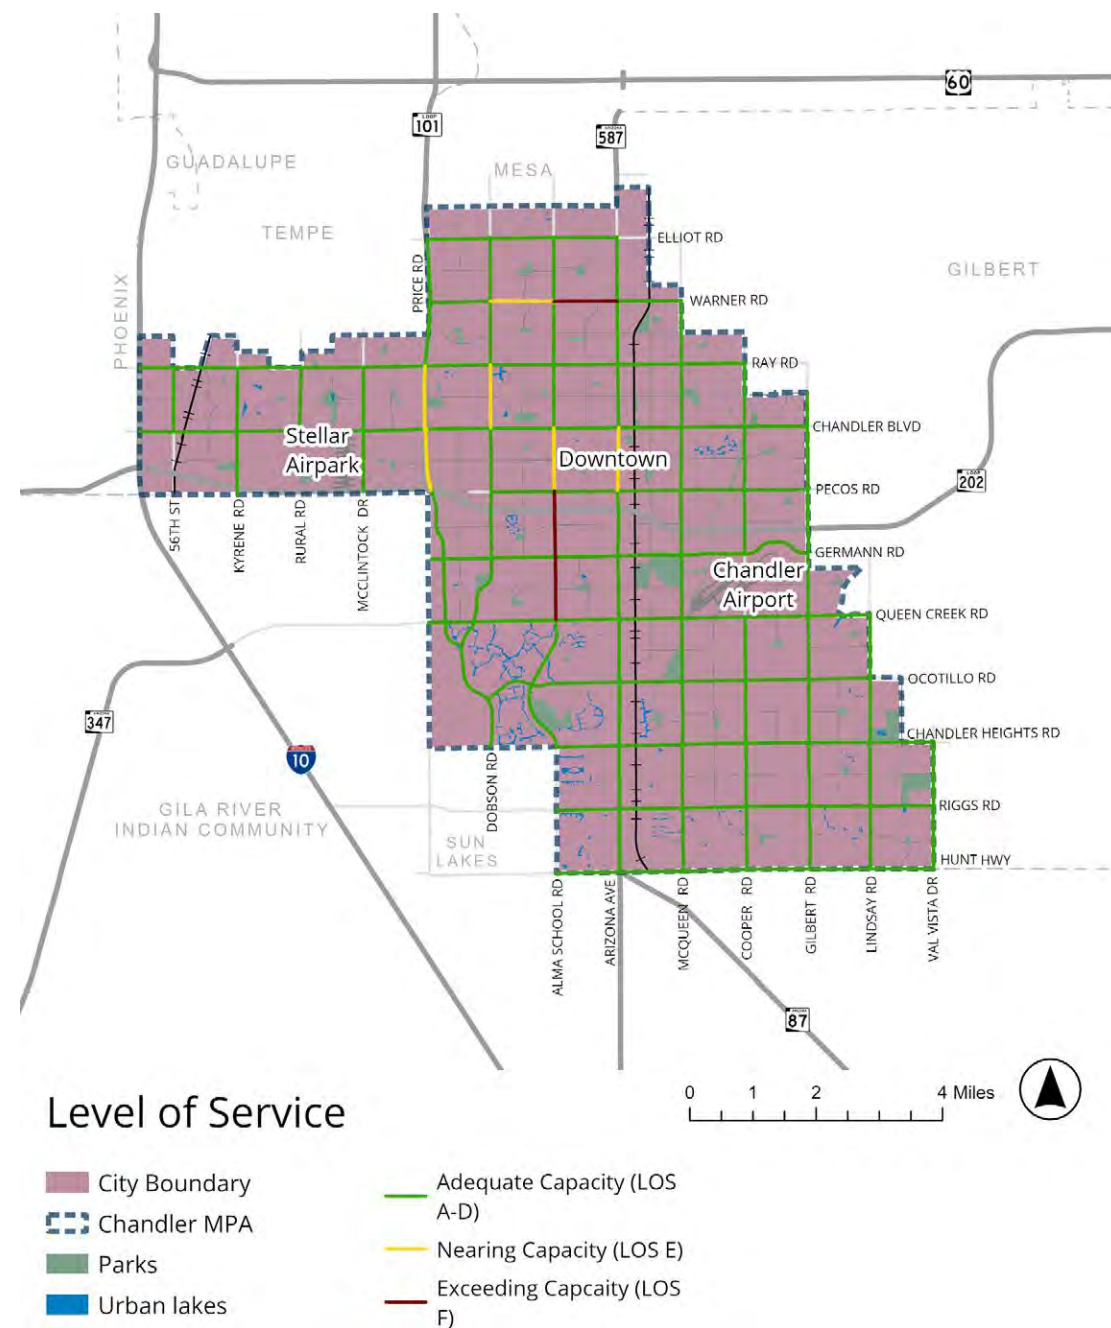 60
LOOP
101
ARIZONA
587
GUADALUPE
MESA
TEMPE
ELLIOT RD
GILBERT
PRICE RD
PHOENIX
WARNER RD
RAY RD
CHANDLER BLVD
Stellar
Airpark
Downtown
LOOP
202
PECOS RD
56TH ST
KYRENE RD
RURAL RD
MCCLINTOCK DR
GERMANN RD
Chandler
Airport
QUEEN CREEK RD
OCOTILLO RD
ARIZONA
347
CHANDLER HEIGHTS RD
10
DOBSON RD
GILA RIVER
INDIAN COMMUNITY
RIGGS RD
SUN
LAKES
HUNT HWY
ALMA SCHOOL RD
ARIZONA AVE
MCQUEEN RD
COOPER RD
GILBERT RD
LINDSAY RD
VAL VISTA DR
ARIZONA
87
0 1 2 4 Miles
Level of Service
City Boundary
Chandler MPA
Parks
Urban lakes
Adequate Capacity (LOS
A-D)
Nearing Capacity (LOS E)
Exceeding Capcaity (LOS
F)